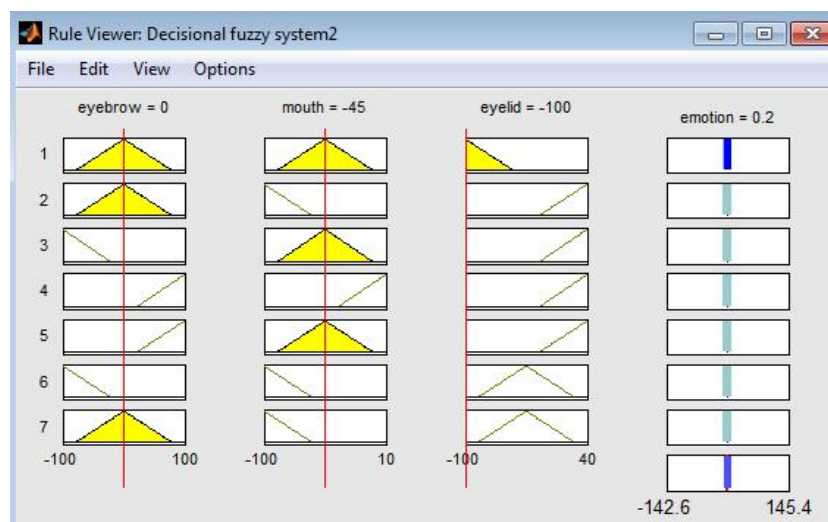 Rule Viewer: Decisional fuzzy system2
File Edit View Options
eyebrow = 0 mouth = -45 eyelid = -100 emotion = 0.2
1
2
3
4
5
6
7
-100 100 -100 10 -100 40
-142.6 145.4